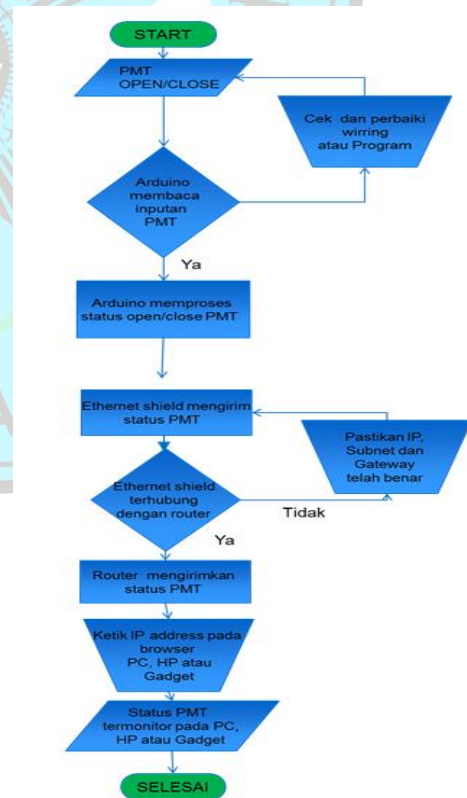 START
PMT
OPEN/CLOSE
Cek dan perbaiki
wirring
atau Program
Arduino
membaca
inputan
PMT
Ya
Arduino memproses
status open/close PMT
Ethernet shield mengirim
status PMT
Pastikan IP,
Subnet dan
Gateway
telah benar
Ethernet shield
terhubung
dengan router
Tidak
Ya
Router mengirimkan
status PMT
Ketik IP address pada
browser
PC, HP atau
Gadget
Status PMT
termonitor pada PC,
HP atau Gadget
SELESAI